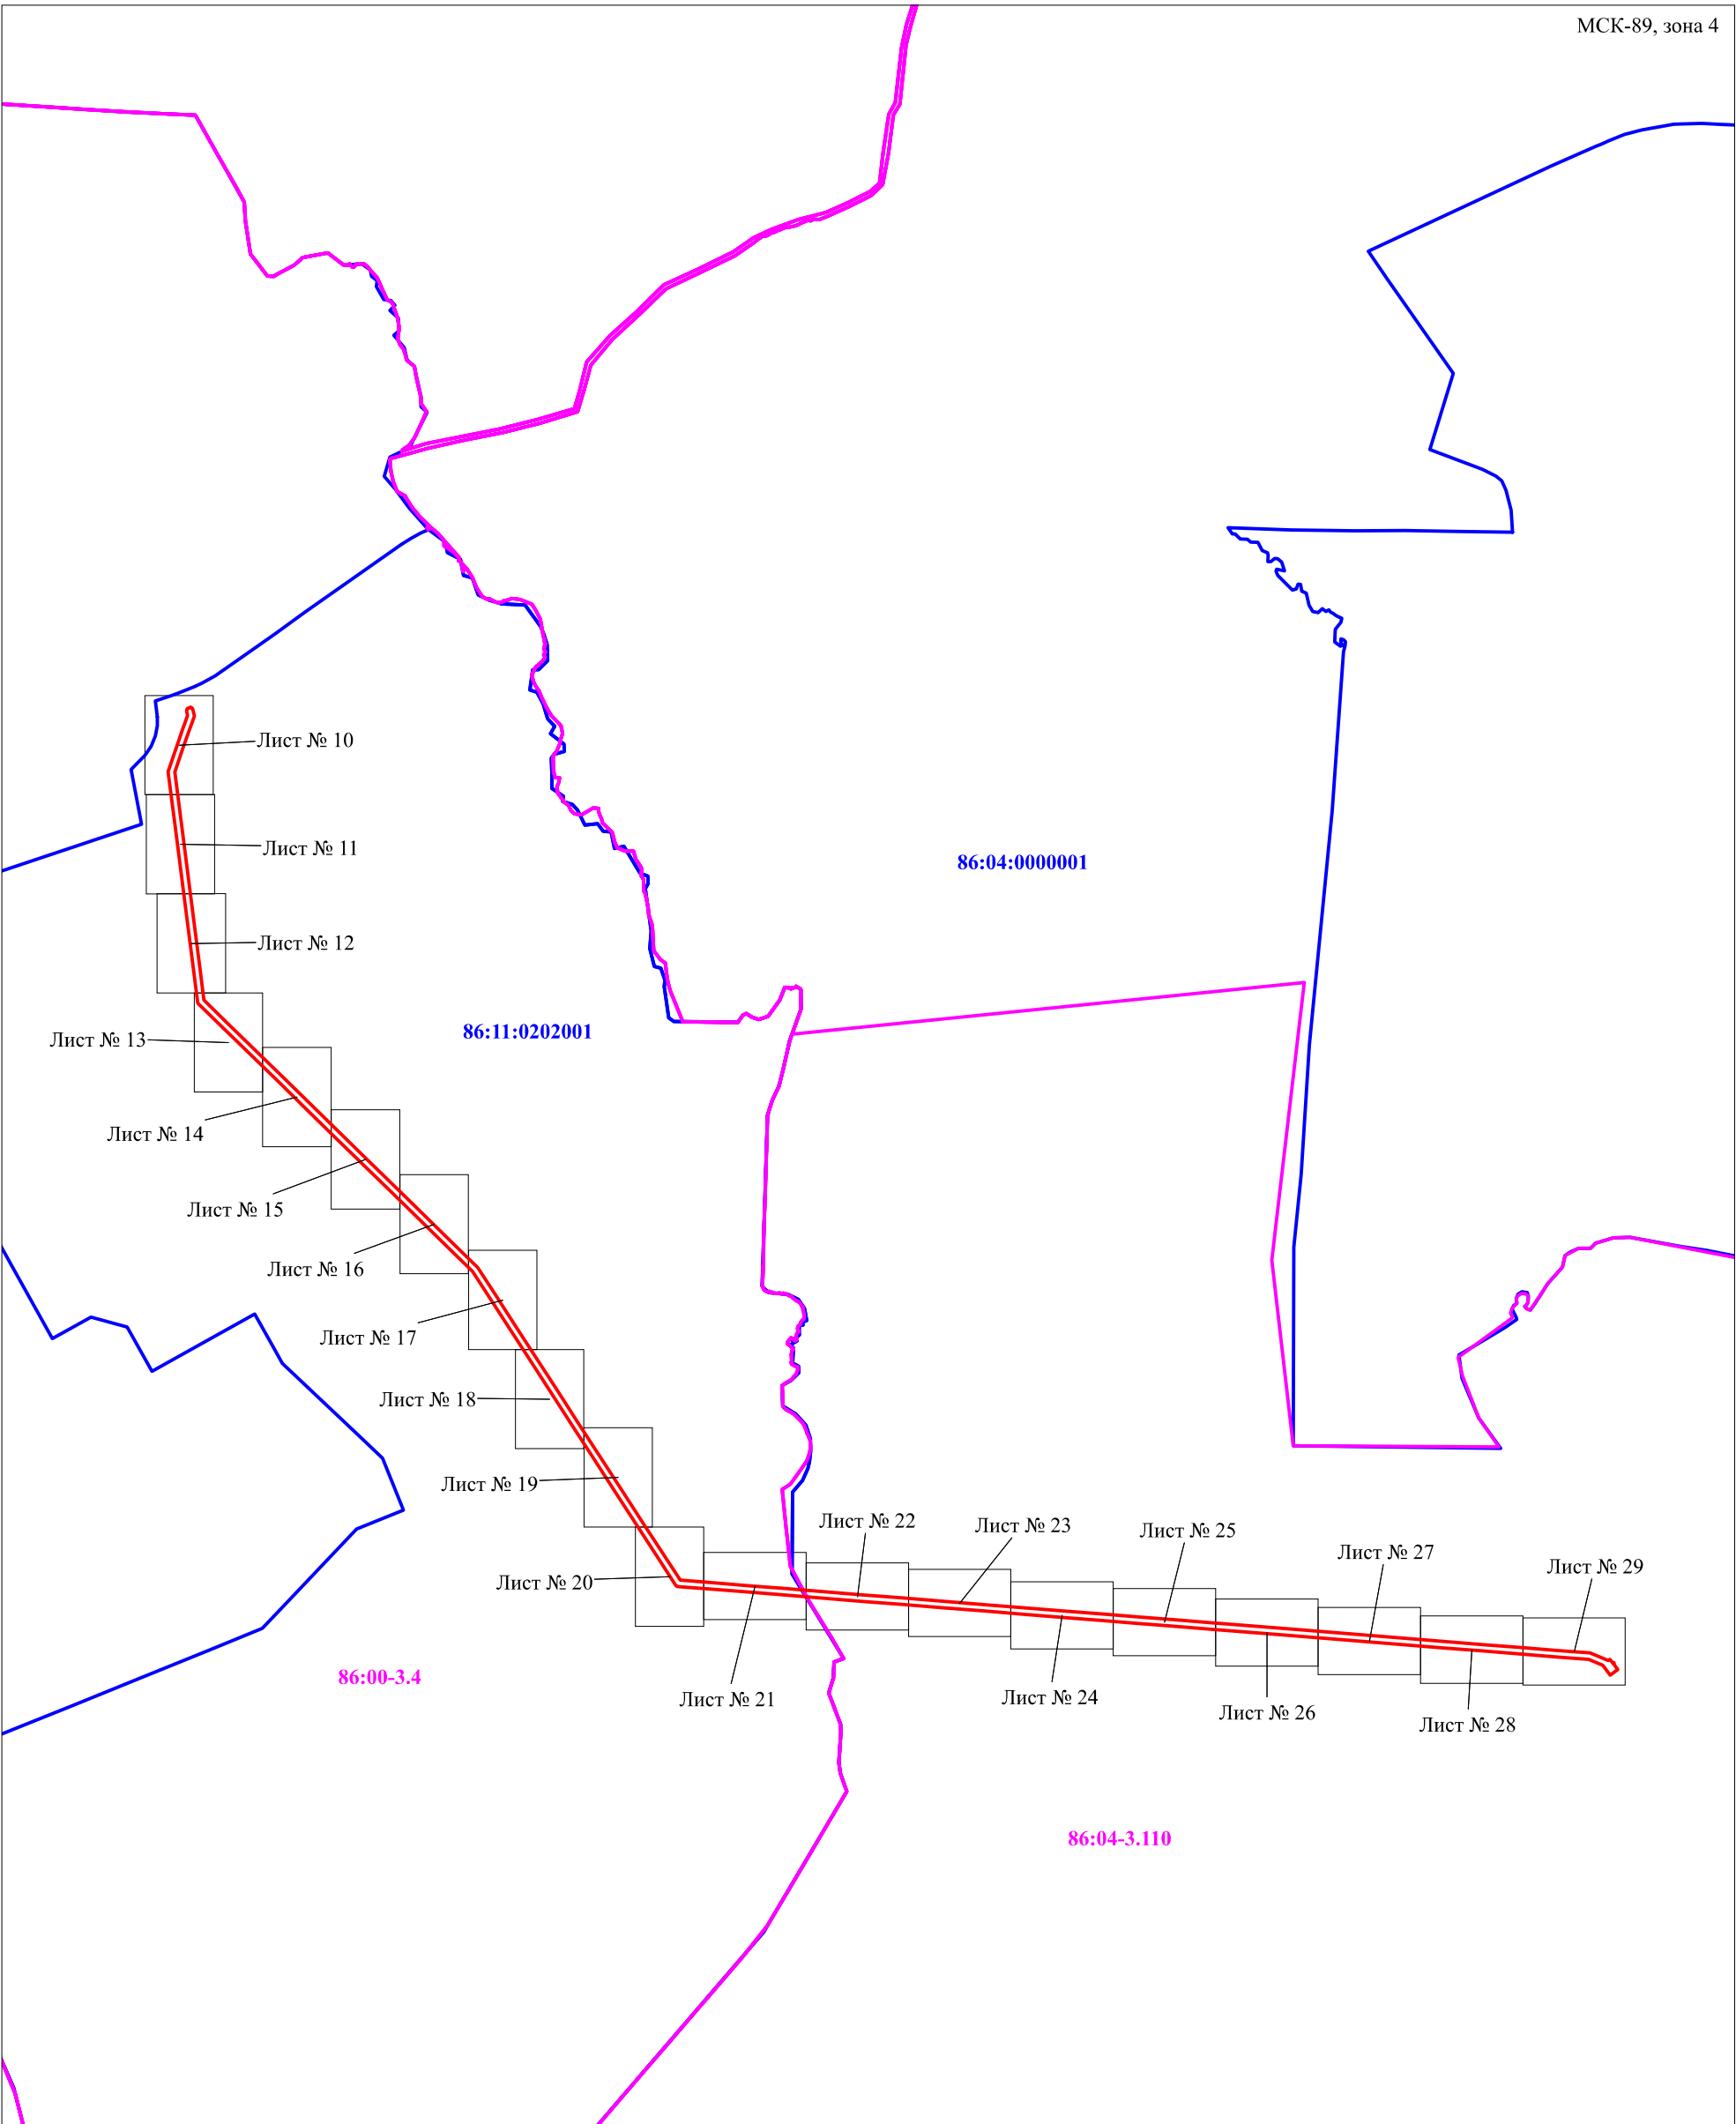 МСК-89, зона 4
Лист № 10
Лист № 11
86:04:0000001
Лист № 12
86:11:0202001
Лист № 13
Лист № 14
Лист № 15
Лист № 16
Лист № 17
Лист № 18
Лист № 19
Лист № 22
Лист № 23
Лист № 25
Лист № 27
Лист № 29
Лист № 20
86:00-3.4
Лист № 21
Лист № 24
Лист № 26
Лист № 28
86:04-3.110